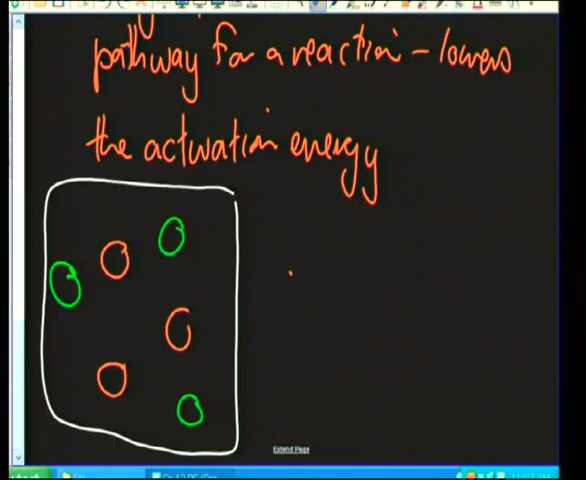 pathway for a reaction – lowers
the activation energy
Extend Page